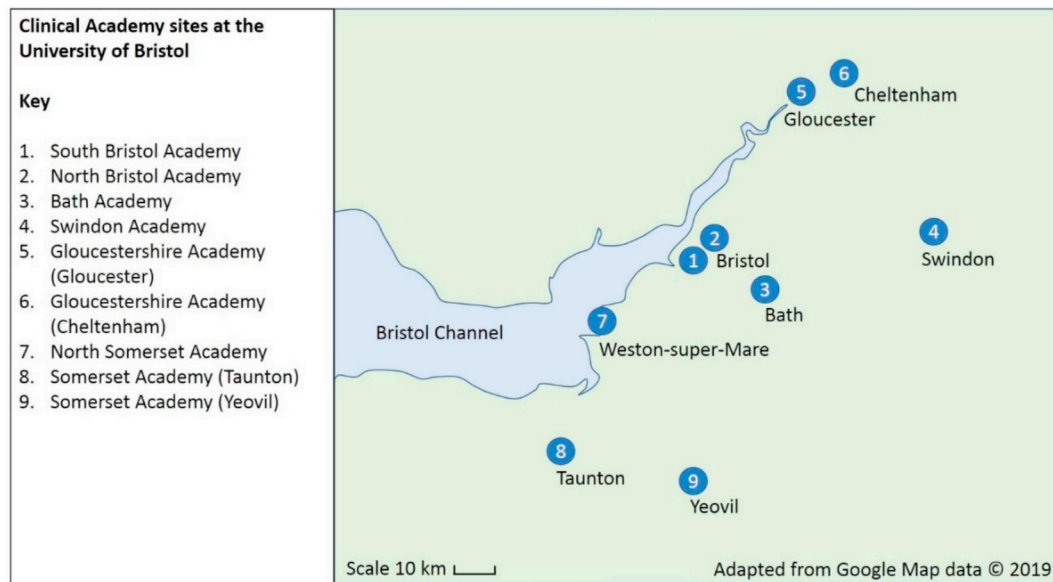 Clinical Academy sites at the
University of Bristol
Key
1. South Bristol Academy
2. North Bristol Academy
3. Bath Academy
4. Swindon Academy
5. Gloucestershire Academy
(Gloucester)
6. Gloucestershire Academy
(Cheltenham)
7. North Somerset Academy
8. Somerset Academy (Taunton)
9. Somerset Academy (Yeovil)
6
Cheltenham
5
Gloucester
4
Swindon
2
Bristol
1
3
Bath
7
Weston-super-Mare
Bristol Channel
8
Taunton
9
Yeovil
Scale 10 km
Adapted from Google Map data © 2019